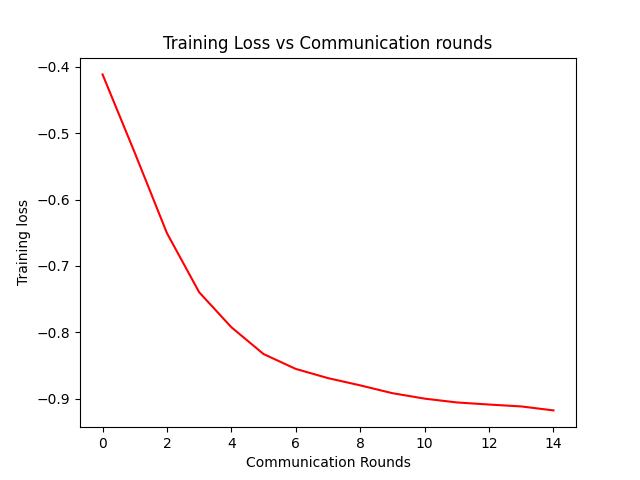 Training Loss vs Communication rounds
−0.4
−0.5
−0.6
−0.7
−0.8
−0.9
Training loss
0 2 4 6 8 10 12 14
Communication Rounds